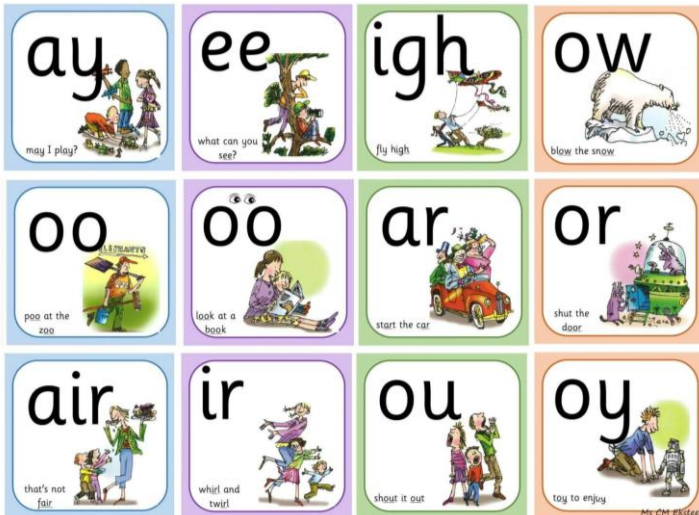 ay
may I play?
ee
what can you
see?
igh
fly high
ow
blow the snow
oo
ELEPHANTS
poo at the
zoo
oo
look at a
book
ar
start the car
or
shut the
door
air
that's not
fair
ir
whirl and
twirl
ou
shout it out
oy
toy to enjoy
Ms CM Ekstee